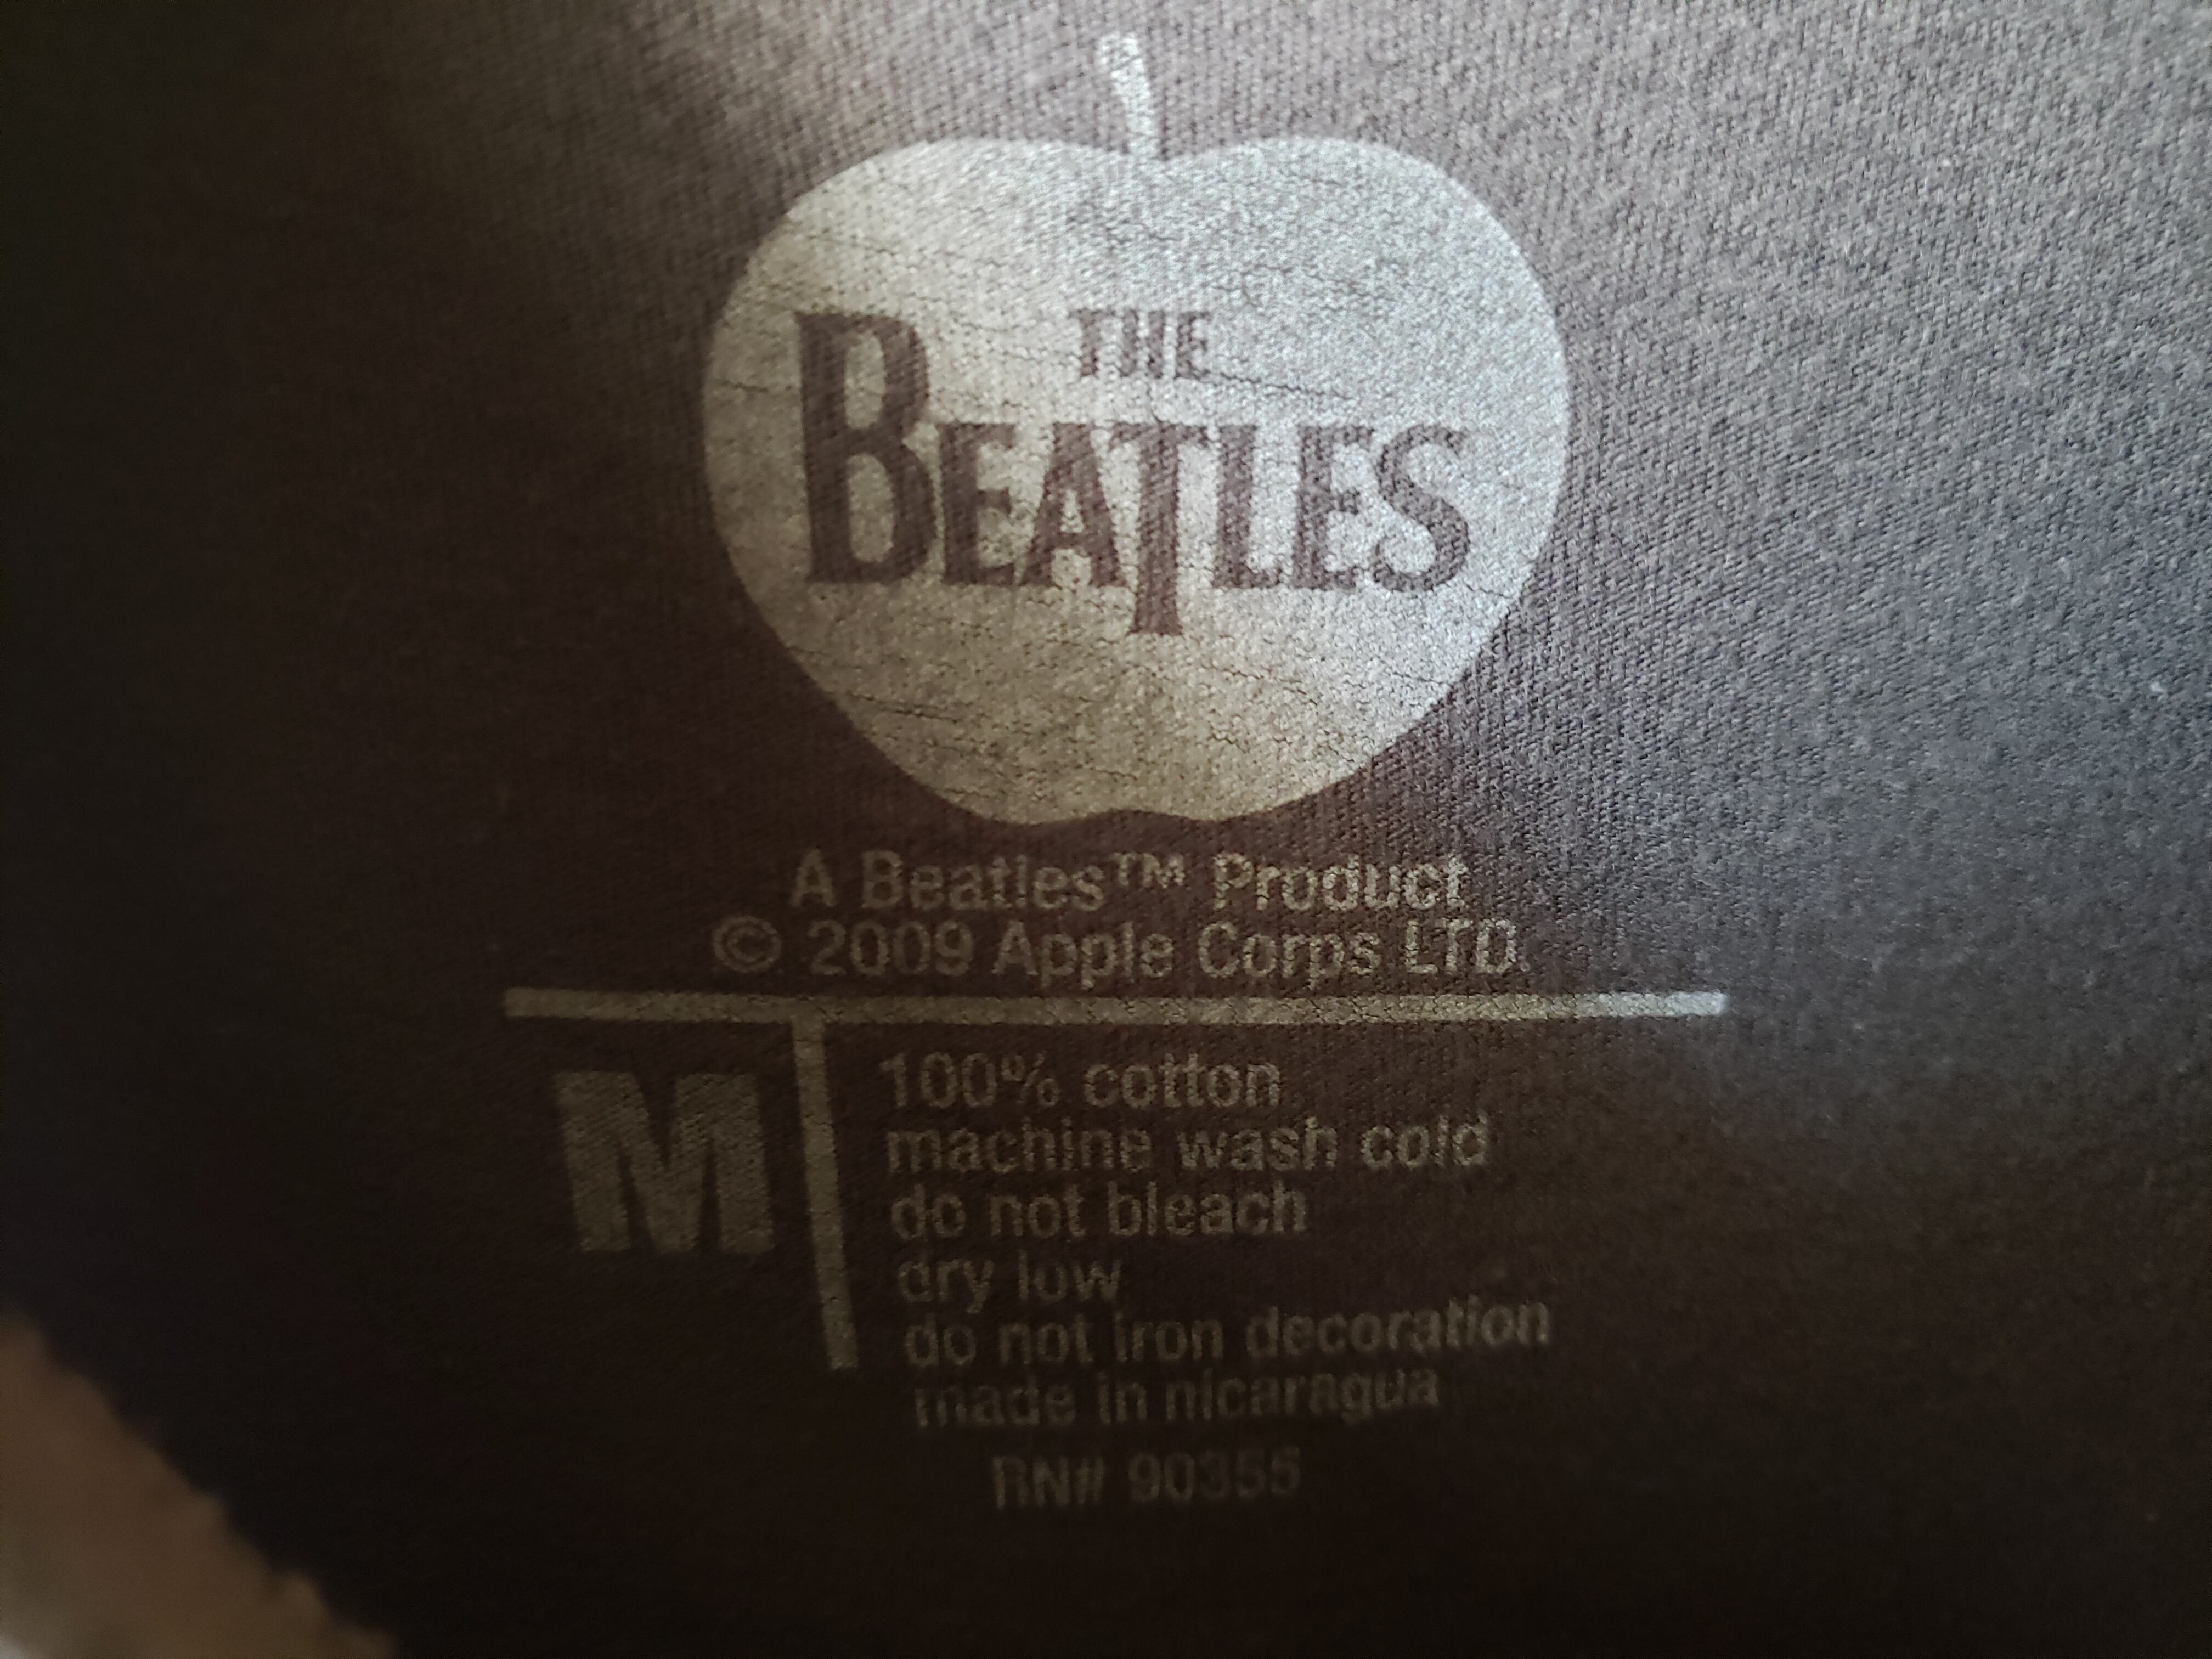 THE
BEATLES
A Beatles™ Product
© 2009 Apple Corps LTD
M
100% cotton
machine wash cold
do not bleach
dry low
do not iron decoration
made in nicaragua
RN# 90355